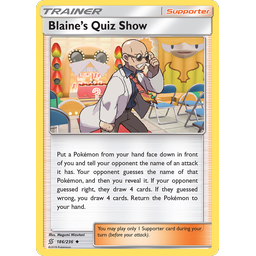 TRAINER
Supporter
Blaine's Quiz Show
Illus. Nagomi Nijo
Put a Pokémon from your hand face down in front
of you and tell your opponent the name of an attack
it has. Your opponent guesses the name of that
Pokémon, and then you reveal it. If your opponent
guessed right, they draw 4 cards. If they guessed
wrong, you draw 4 cards. Return the Pokémon to
your hand.
186/236
You may play only 1 Supporter card during your
turn (before your attack).